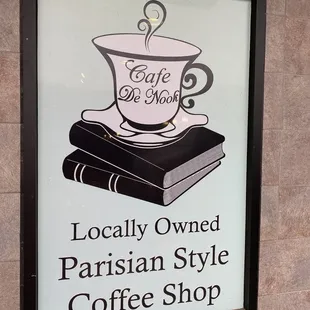 Cafe
De Nook
Locally Owned
Parisian Style
Coffee Shop